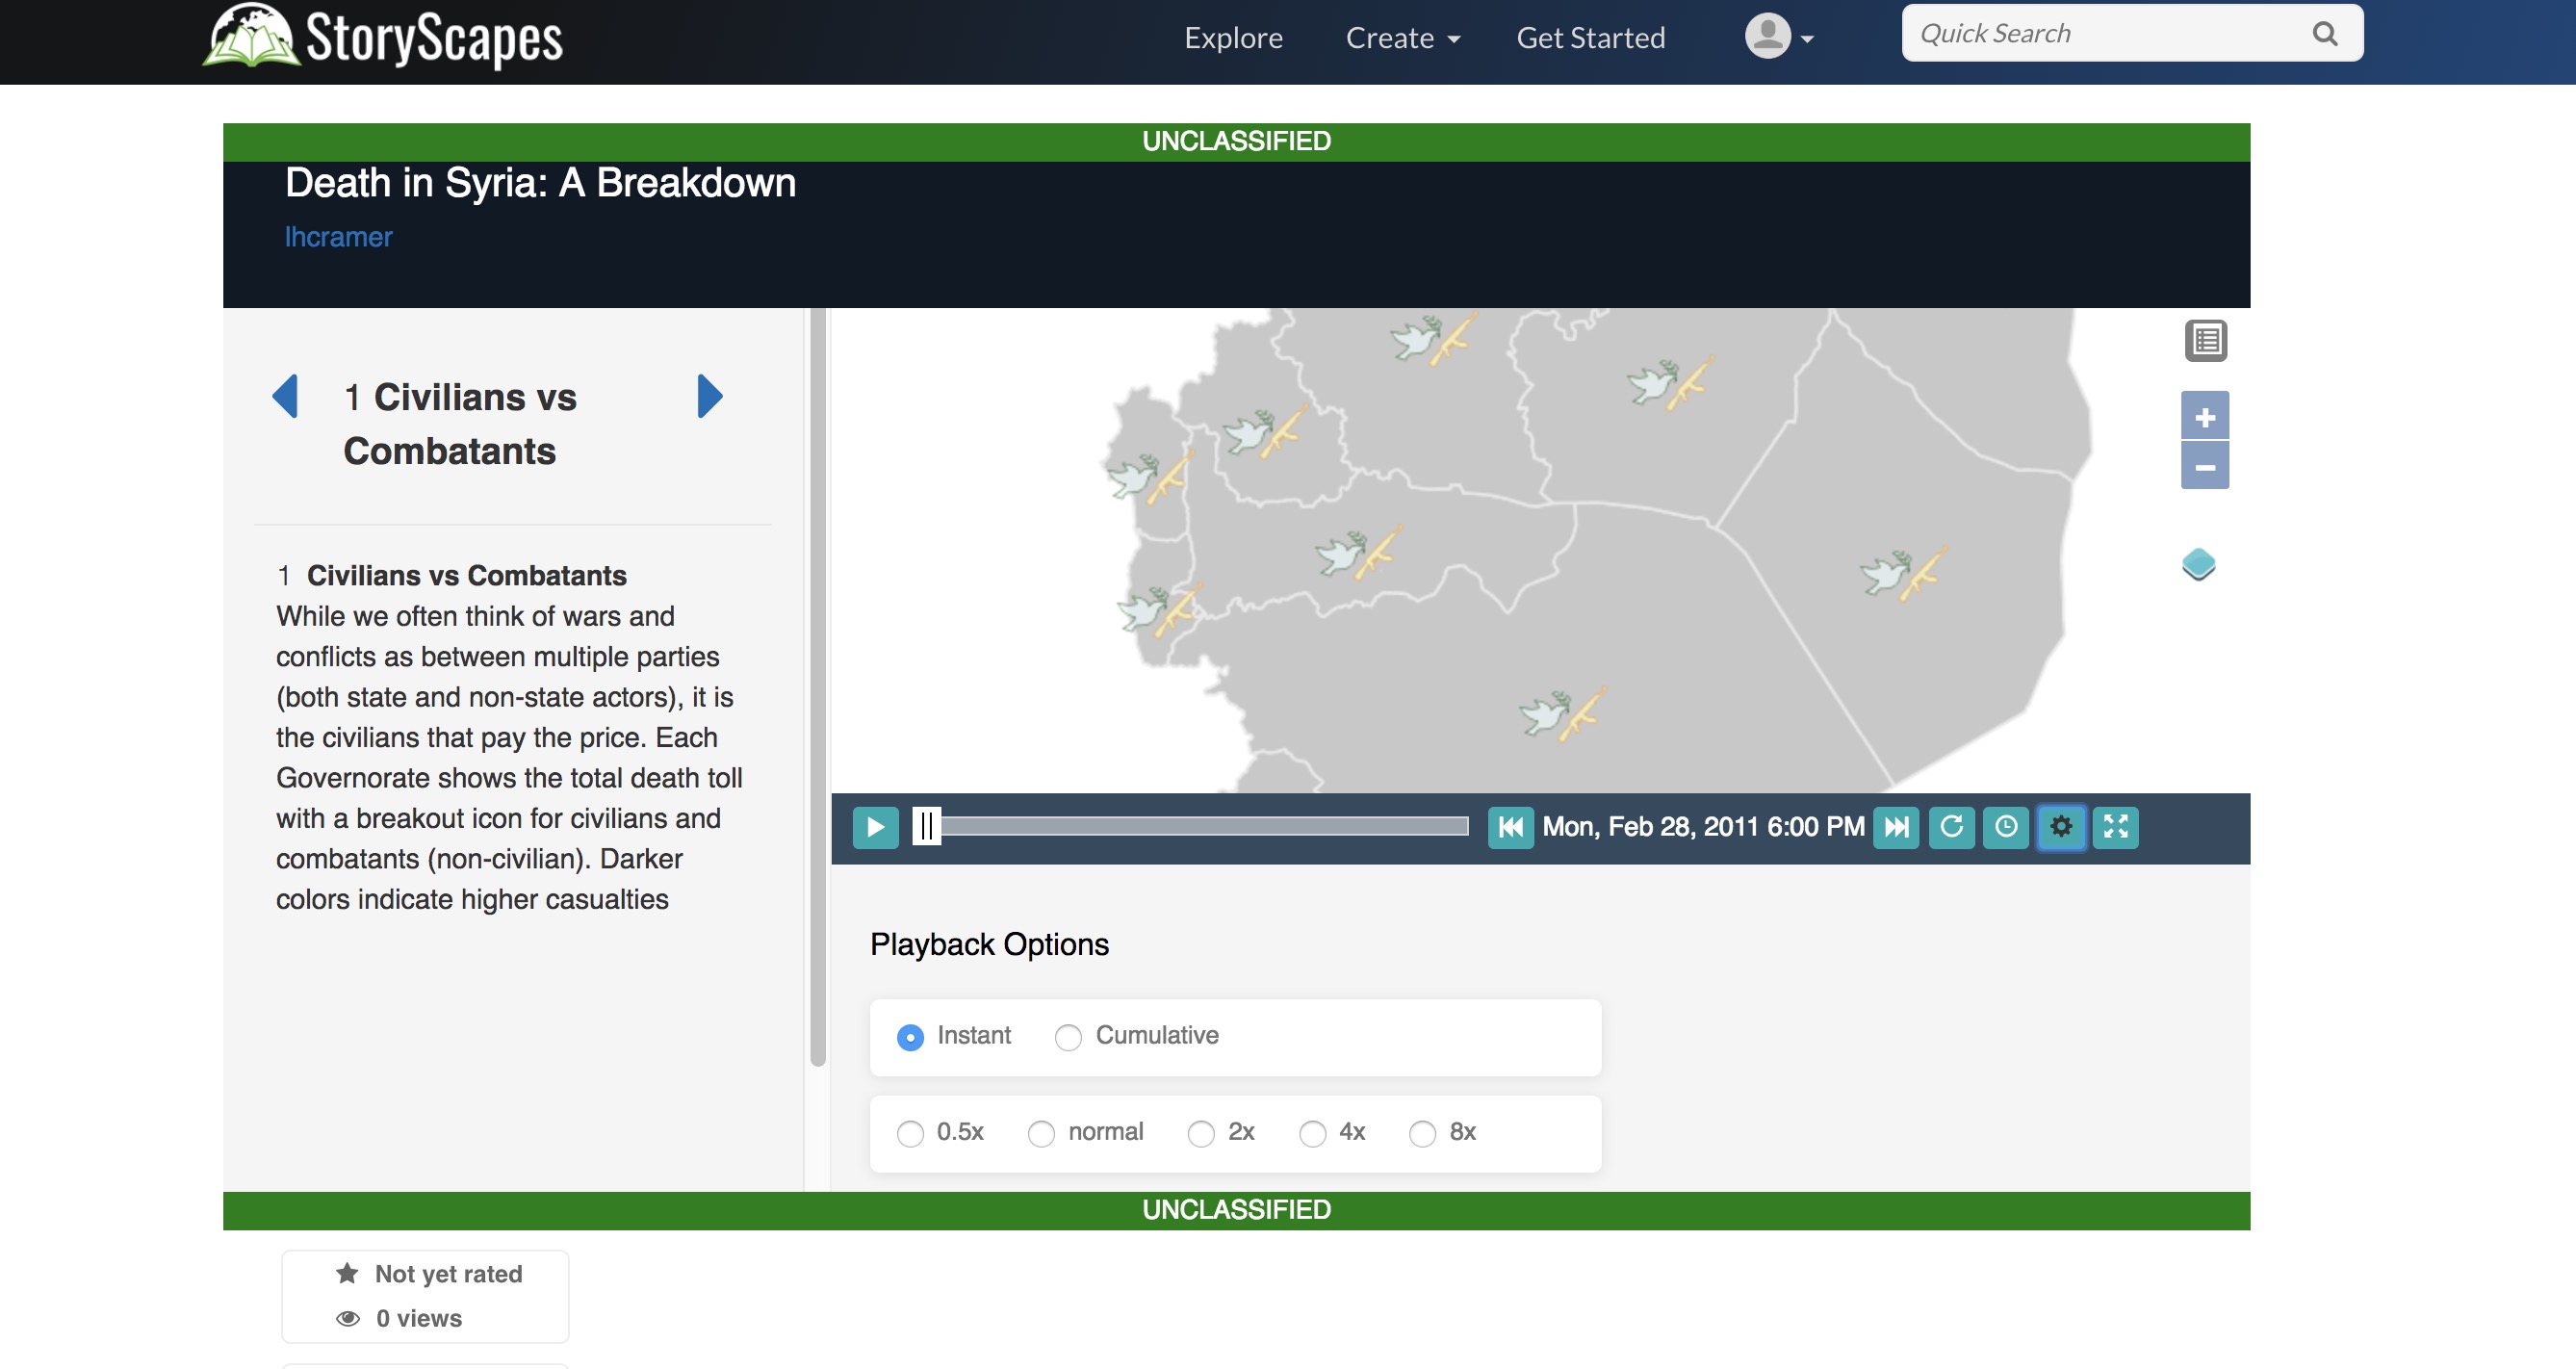 StoryScapes
Explore Create Get Started Quick Search
UNCLASSIFIED
Death in Syria: A Breakdown
lhcramer
1 Civilians vs
Combatants
1 Civilians vs Combatants
While we often think of wars and
conflicts as between multiple parties
(both state and non-state actors), it is
the civilians that pay the price. Each
Governorate shows the total death toll
with a breakout icon for civilians and
combatants (non-civilian). Darker
colors indicate higher casualties
Mon, Feb 28, 2011 6:00 PM
Playback Options
Instant Cumulative
0.5x normal 2x 4x 8x
UNCLASSIFIED
Not yet rated
0 views